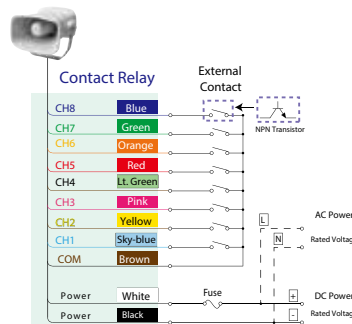 Contact Relay
External
Contact
CH8 Blue
NPN Transistor
CH7 Green
CH6 Orange
CH5 Red
CH4 Lt. Green
CH3 Pink
CH2 Yellow
L
AC Power
CH1 Sky-blue
N
Rated Voltag
COM Brown
Fuse
Power White
+
DC Power
Power Black
-
Rated Voltag